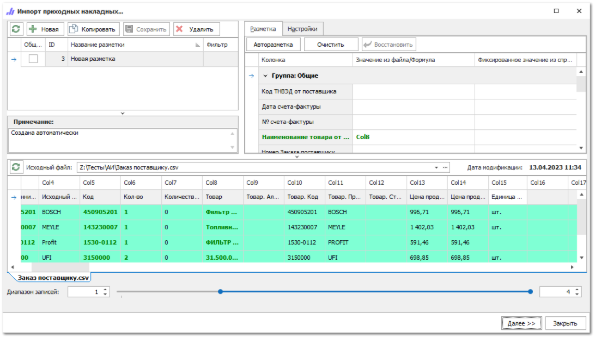 Импорт приходных накладных...
Новая Копировать Сохранить Удалить
Общ... ID Название разметки Фильтр
3 Новая разметка
Примечание:
Создана автоматически
Разметка Настройки
Авторазметка Очистить Восстановить
Колонка Значение из файла/Формула Фиксированное значение из спр...
Группа: Общие
Код ТНВЭД от поставщика
Дата счета-фактуры
№ счета-фактуры
Наименование товара от ... Col8
Номер Заказа поставщику
Исходный файл: Z:\Тесты\АИ\Заказ поставщику.csv Дата модификации: 13.04.2023 11:34
Col4 Col5 Col6 Col7 Col8 Col9 Col10 Col11 Col12 Col13 Col14 Col15 Col16 Col17
Исходный ... Код Кол-во Количеств... Товар Товар. Ап... Товар. Код Товар. Пр... Товар. Ст... Цена прод... Цена прод... Единица ...
5201 BOSCH 450905201 1 0 Фильтр ... 450905201 BOSCH 996,71 996,71 шт.
0007 MEYLE 143230007 1 0 Топливн... 143230007 MEYLE 1 402,03 1 402,03 шт.
0112 Profit 1530-0112 1 0 ФИЛЬТР ... 1530-0112 PROFIT 591,46 591,46 шт.
00 UFI 3150000 2 0 31.500.0... 3150000 UFI 698,85 698,85 шт.
Заказ поставщику.csv
Диапазон записей: 1 4
Далее >> Закрыть